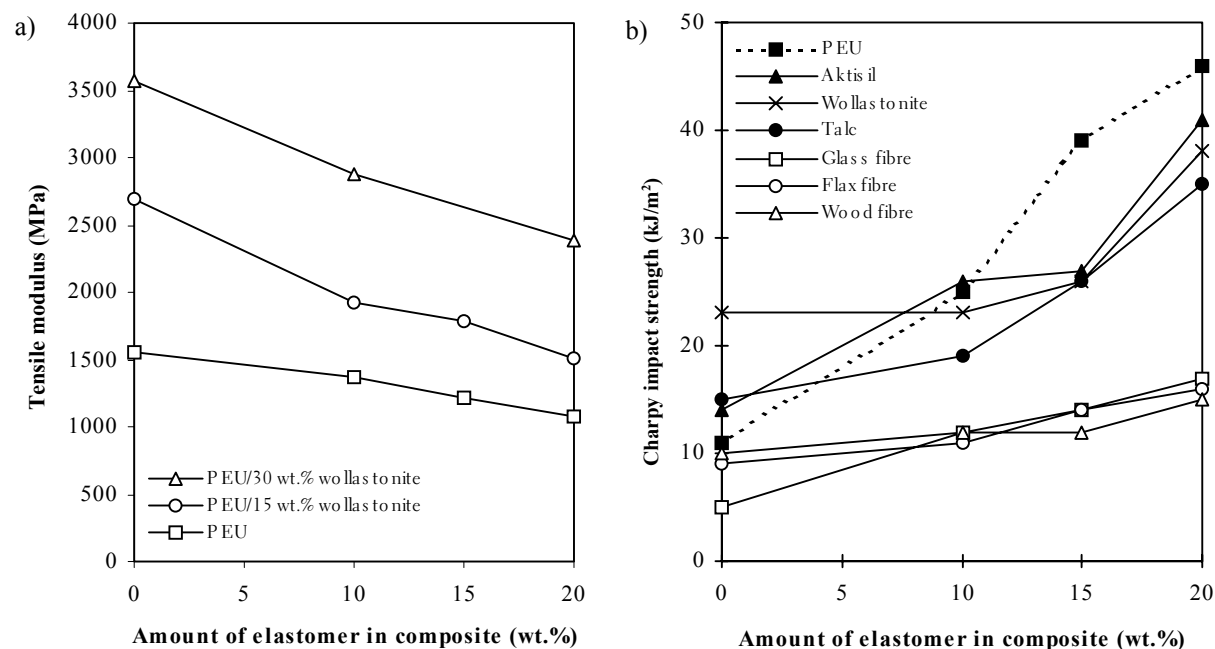 a)
4000
3500
3000
2500
2000
1500
1000
500
0
Tensile modulus (MPa)
PEU/30 wt.% wollastonite
PEU/15 wt.% wollastonite
PEU
0 5 10 15 20
Amount of elastomer in composite (wt.%)
b)
50
40
30
20
10
0
Charpy impact strength (kJ/m²)
PEU
Aktisil
Wollastonite
Talc
Glass fibre
Flax fibre
Wood fibre
0 5 10 15 20
Amount of elastomer in composite (wt.%)